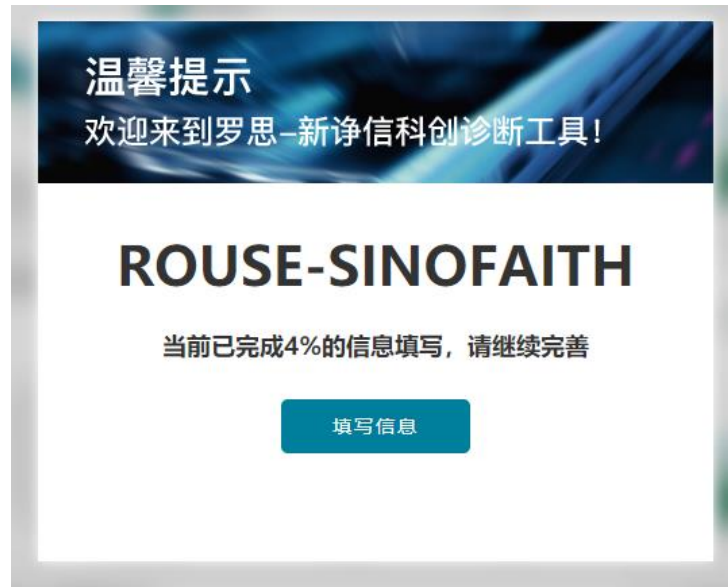 温馨提示
欢迎来到罗思–新诤信科创诊断工具！
ROUSE-SINOFAITH
当前已完成4%的信息填写，请继续完善
填写信息